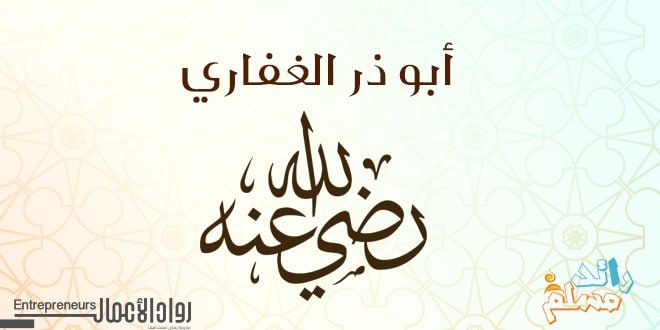 أبو ذر الغفاري
رضي الله عنه
رائد
مسلم
Entrepreneurs
رواد الأعمال